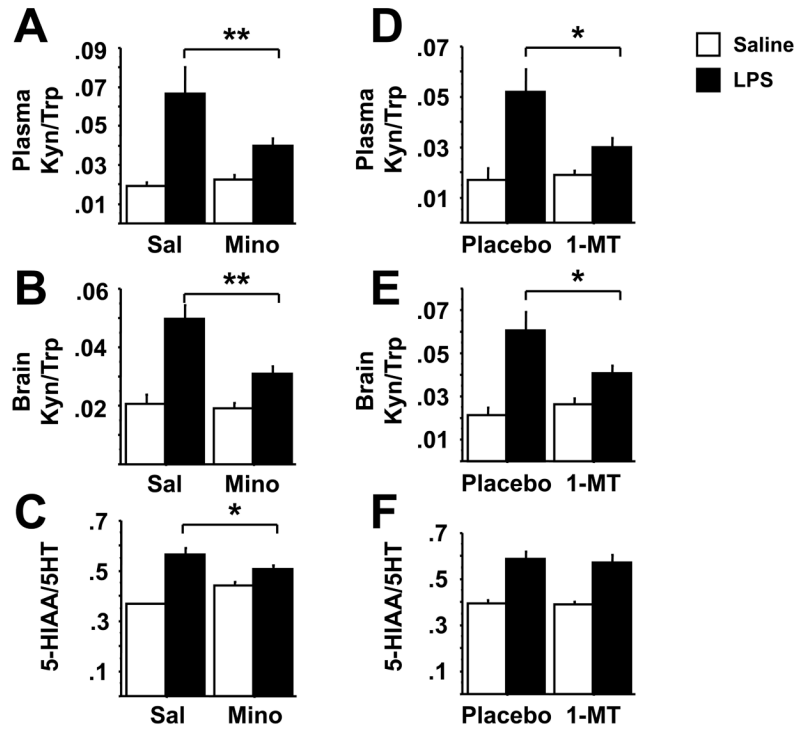 A
Plasma
Kyn/Trp
.09
.07
.05
.03
.01
**
Sal Mino
B
Brain
Kyn/Trp
.06
.04
.02
**
Sal Mino
C
5-HIAA/5HT
.7
.5
.3
.1
*
Sal Mino
D
Plasma
Kyn/Trp
.07
.05
.03
.01
*
Placebo 1-MT
E
Brain
Kyn/Trp
.07
.05
.03
.01
*
Placebo 1-MT
F
5-HIAA/5HT
.7
.5
.3
.1
Placebo 1-MT
Saline
LPS